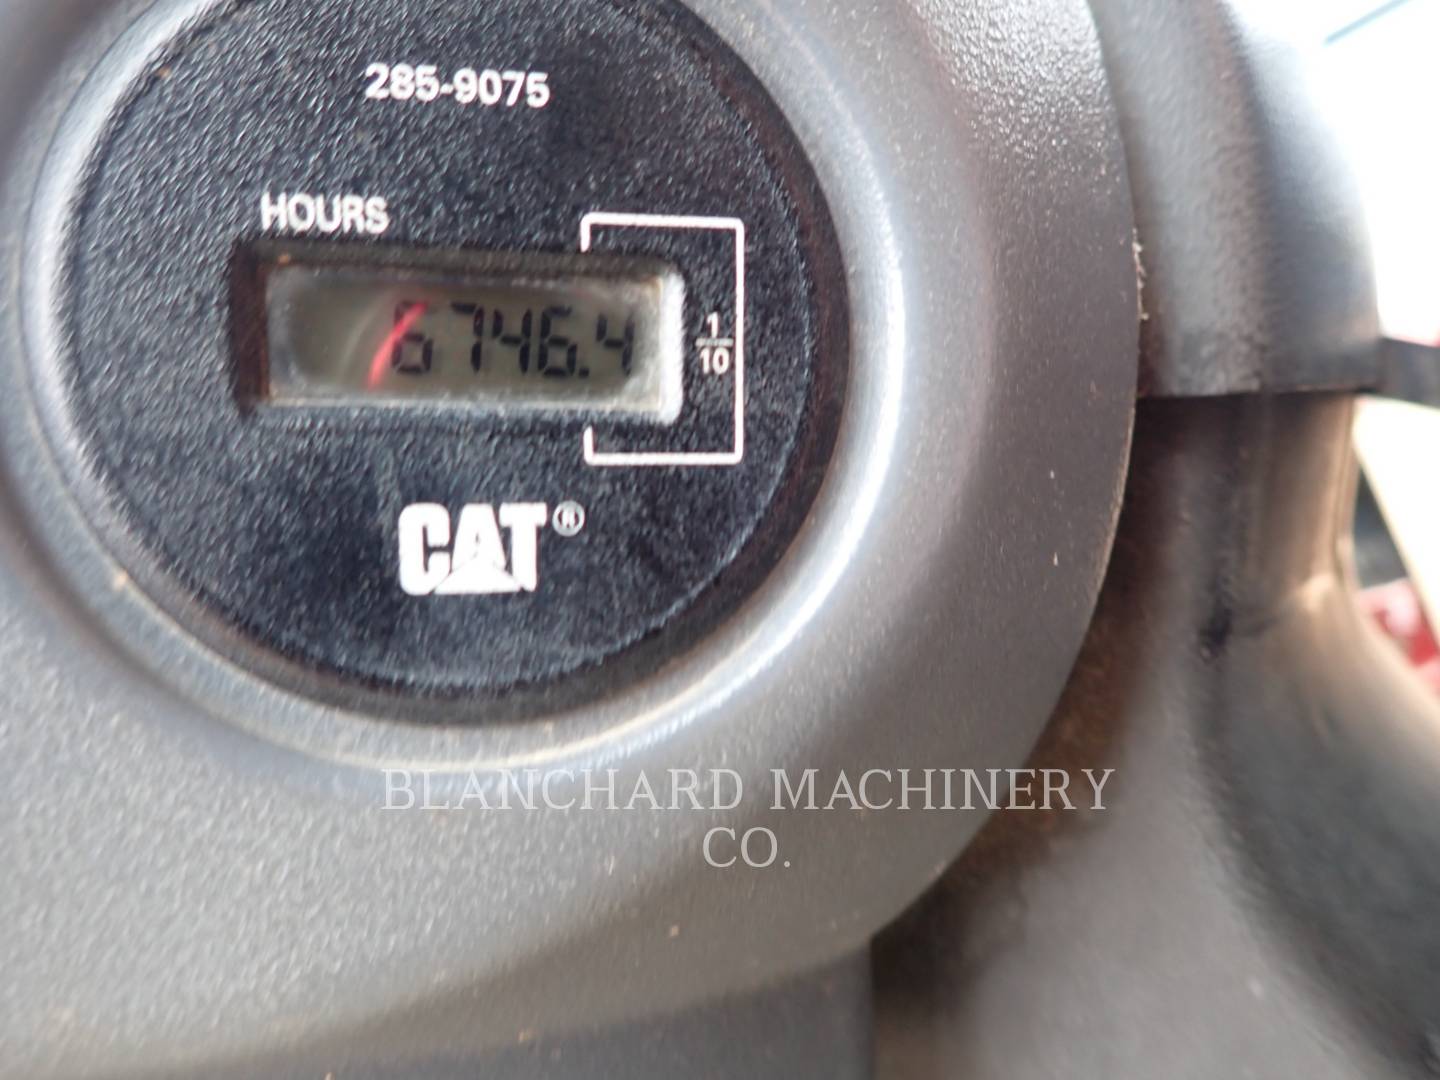 285-9075
HOURS
6746.4
1
10
CAT®
BLANCHARD MACHINERY
CO.